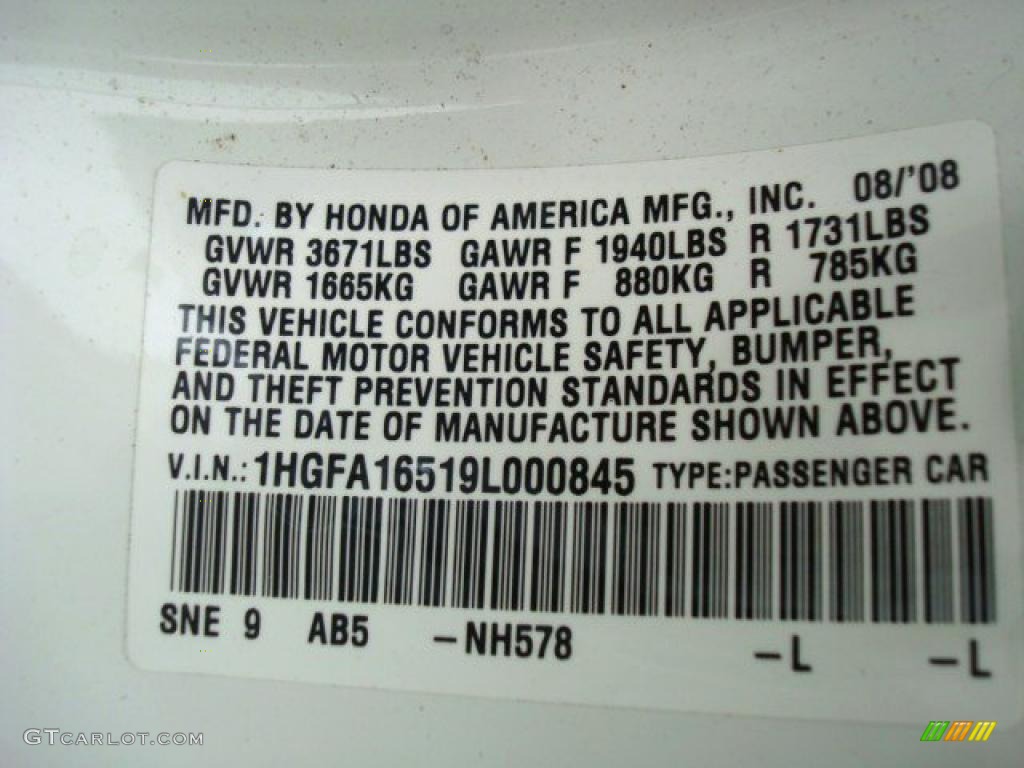 MFD. BY HONDA OF AMERICA MFG., INC. 08/'08
GVWR 3671LBS GAWR F 1940LBS R 1731LBS
GVWR 1665KG GAWR F 880KG R 785KG
THIS VEHICLE CONFORMS TO ALL APPLICABLE
FEDERAL MOTOR VEHICLE SAFETY, BUMPER,
AND THEFT PREVENTION STANDARDS IN EFFECT
ON THE DATE OF MANUFACTURE SHOWN ABOVE.
V.I.N.: 1HGFA16519L000845 TYPE:PASSENGER CAR
SNE 9 AB5 -NH578 -L -L
GTCARLOT.COM